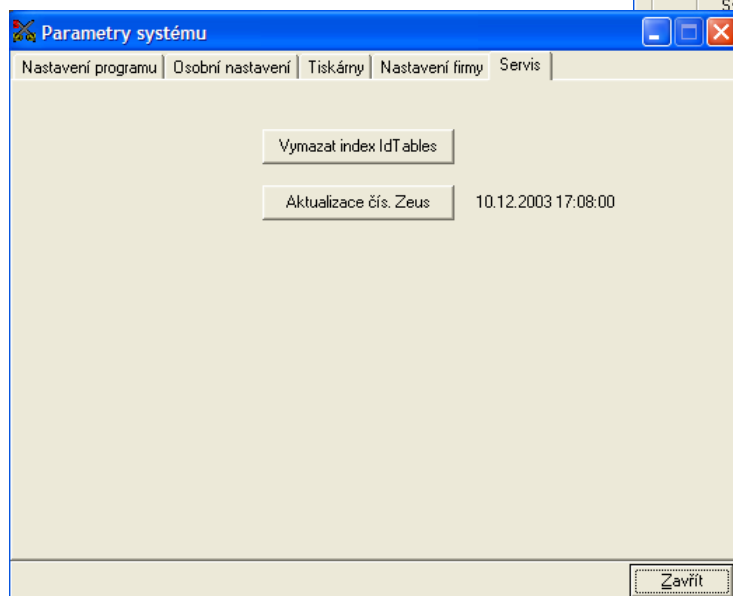 Parametry systému
Nastavení programu Osobní nastavení Tiskárny Nastavení firmy Servis
Vymazat index IdTables
Aktualizace čís. Zeus 10.12.2003 17:08:00
Zavřít